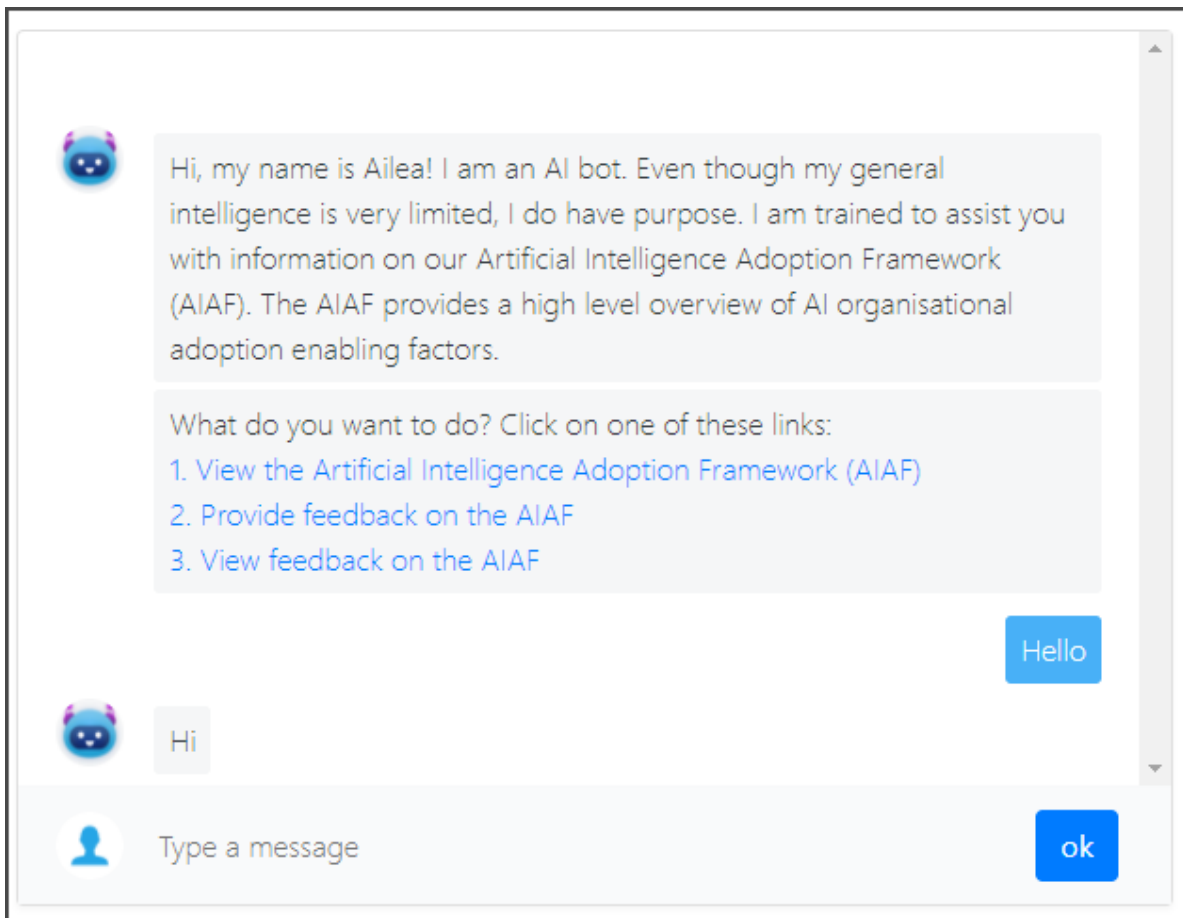 Hi, my name is Ailea! I am an AI bot. Even though my general
intelligence is very limited, I do have purpose. I am trained to assist you
with information on our Artificial Intelligence Adoption Framework
(AIAF). The AIAF provides a high level overview of AI organisational
adoption enabling factors.
What do you want to do? Click on one of these links:
1. View the Artificial Intelligence Adoption Framework (AIAF)
2. Provide feedback on the AIAF
3. View feedback on the AIAF
Hello
Hi
Type a message
ok